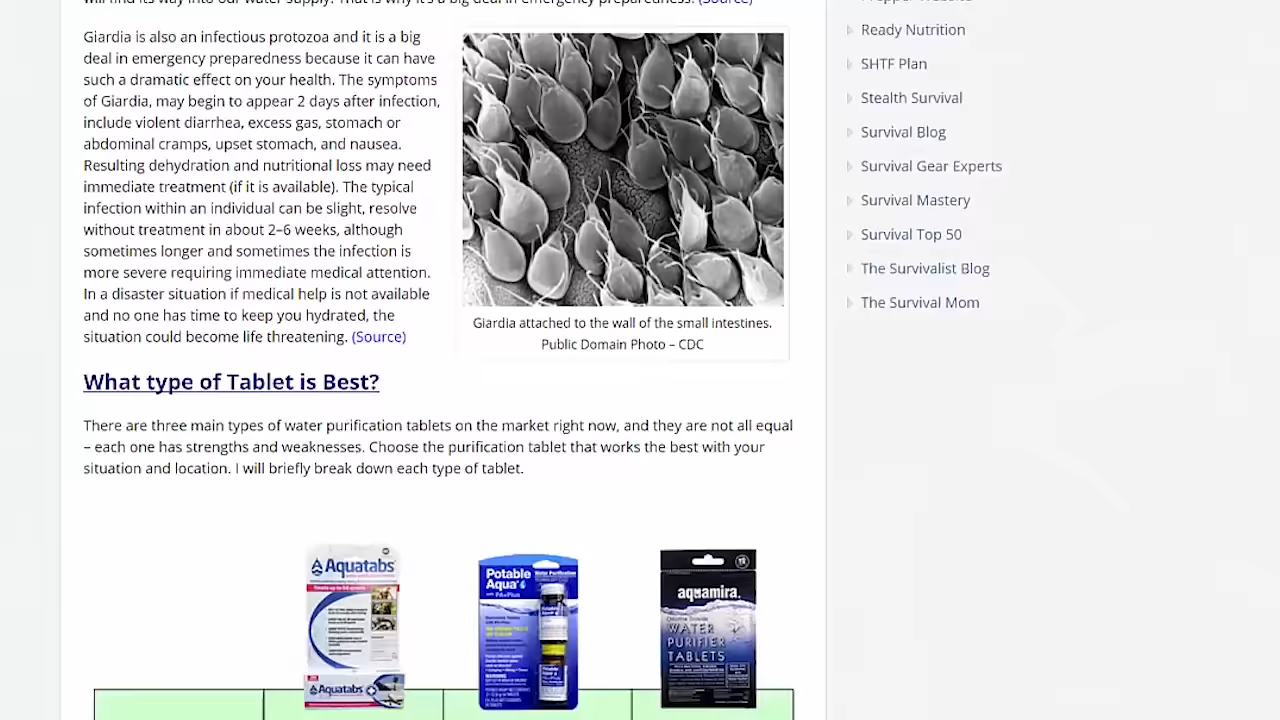 Giardia is also an infectious protozoa and it is a big
deal in emergency preparedness because it can have
such a dramatic effect on your health. The symptoms
of Giardia, may begin to appear 2 days after infection,
include violent diarrhea, excess gas, stomach or
abdominal cramps, upset stomach, and nausea.
Resulting dehydration and nutritional loss may need
immediate treatment (if it is available). The typical
infection within an individual can be slight, resolve
without treatment in about 2–6 weeks, although
sometimes longer and sometimes the infection is
more severe requiring immediate medical attention.
In a disaster situation if medical help is not available
and no one has time to keep you hydrated, the
situation could become life threatening. (Source)
Giardia attached to the wall of the small intestines.
Public Domain Photo – CDC
What type of Tablet is Best?
There are three main types of water purification tablets on the market right now, and they are not all equal
– each one has strengths and weaknesses. Choose the purification tablet that works the best with your
situation and location. I will briefly break down each type of tablet.
Aquatabs
Aquatabs
Potable
Aqua
Water Purification
aquamira.
Chlorine Dioxide
WATER
PURIFIER
TABLETS
Ready Nutrition
SHTF Plan
Stealth Survival
Survival Blog
Survival Gear Experts
Survival Mastery
Survival Top 50
The Survivalist Blog
The Survival Mom